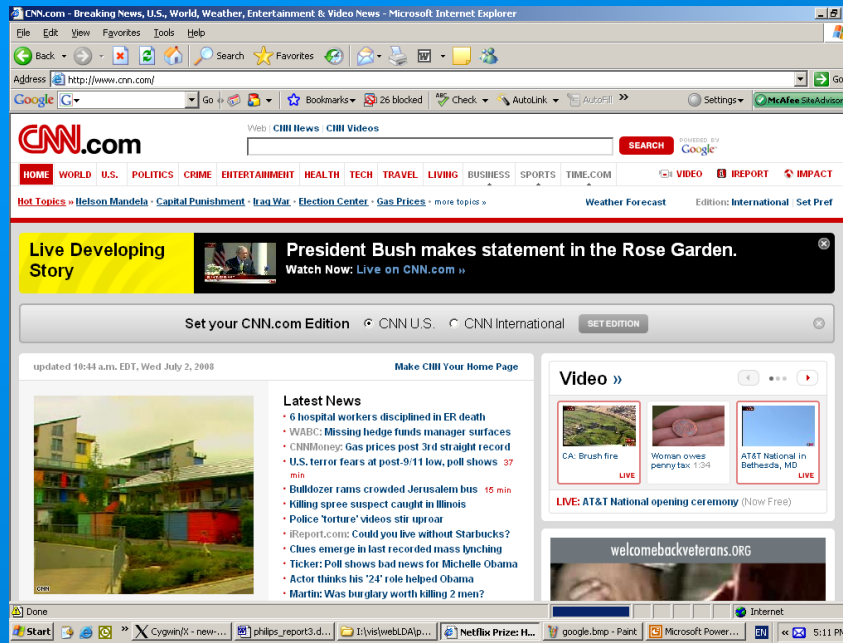 CNN.com - Breaking News, U.S., World, Weather, Entertainment & Video News - Microsoft Internet Explorer
File Edit View Favorites Tools Help
Back Search Favorites
Address http://www.cnn.com/ Go
Google G Go Bookmarks 26 blocked ABC Check AutoLink AutoFill » Settings McAfee SiteAdvisor
Web | CNN News | CNN Videos
CNN.com SEARCH POWERED BY Google
HOME WORLD U.S. POLITICS CRIME ENTERTAINMENT HEALTH TECH TRAVEL LIVING BUSINESS SPORTS TIME.COM VIDEO IREPORT IMPACT
Hot Topics » Nelson Mandela • Capital Punishment • Iraq War • Election Center • Gas Prices • more topics » Weather Forecast Edition: International | Set Pref
Live Developing Story
President Bush makes statement in the Rose Garden.
Watch Now: Live on CNN.com »
Set your CNN.com Edition CNN U.S. CNN International SET EDITION
updated 10:44 a.m. EDT, Wed July 2, 2008 Make CNN Your Home Page
CNN
Latest News
• 6 hospital workers disciplined in ER death
• WABC: Missing hedge funds manager surfaces
• CNNMoney: Gas prices post 3rd straight record
• U.S. terror fears at post-9/11 low, poll shows 37
min
• Bulldozer rams crowded Jerusalem bus 15 min
• Killing spree suspect caught in Illinois
• Police 'torture' videos stir uproar
• iReport.com: Could you live without Starbucks?
• Clues emerge in last recorded mass lynching
• Ticker: Poll shows bad news for Michelle Obama
• Actor thinks his '24' role helped Obama
• Martin: Was burglary worth killing 2 men?
Video »
CA: Brush fire
LIVE
Woman owes
penny tax 1:34
AT&T National in
Bethesda, MD
LIVE
LIVE: AT&T National opening ceremony (Now Free)
welcomebackveterans.ORG
Done Internet
Start » Cygwin/X - new-... philips_report3.d... I:\vis\webLDA\p... Netflix Prize: H... google.bmp - Paint Microsoft Power... EN « 5:11 PM